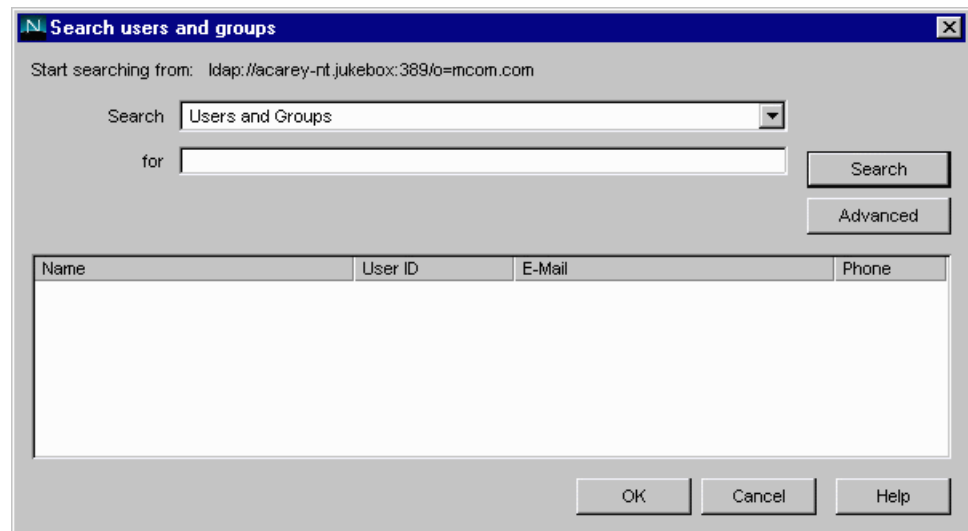 N Search users and groups
Start searching from: ldap://acarey-nt.jukebox:389/o=mcom.com
Search Users and Groups
for
Search
Advanced
Name User ID E-Mail Phone
OK Cancel Help